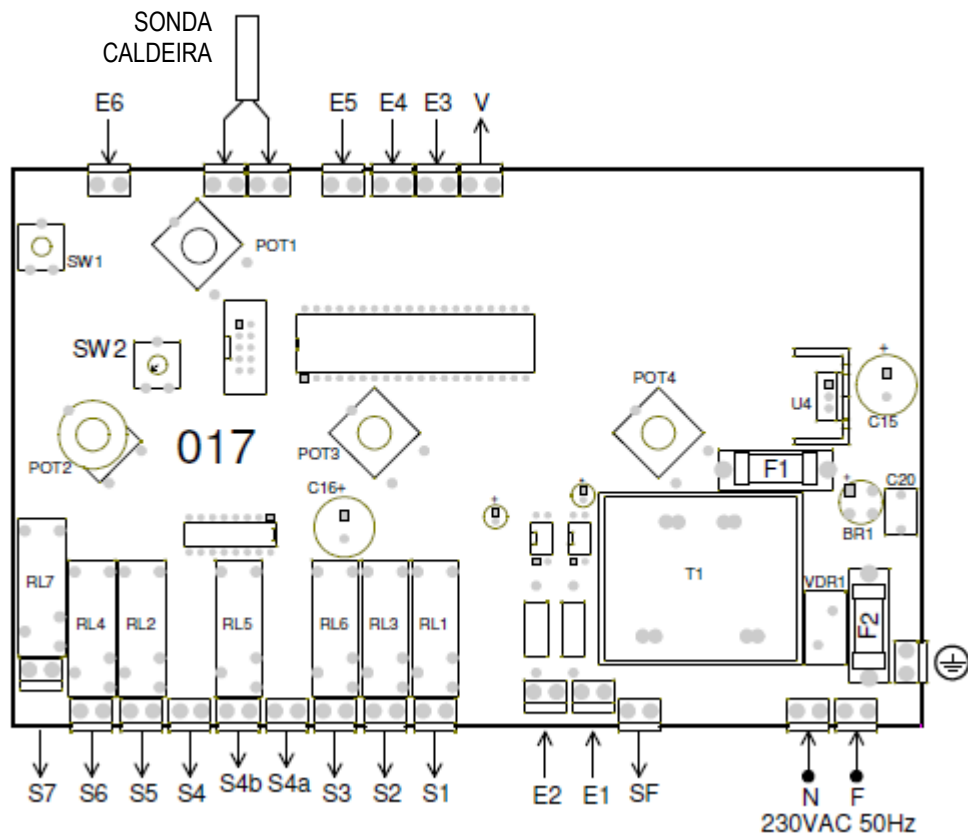 SONDA
CALDEIRA
E6
E5
E4
E3
V
SW1
POT1
SW2
POT4
U4
+
C15
017
POT2
POT3
F1
C16+
+
+
+
C20
BR1
RL7
RL4
RL2
RL5
RL6
RL3
RL1
T1
VDR1
F2
S7
S6
S5
S4
S4b
S4a
S3
S2
S1
E2
E1
SF
N
F
230VAC 50Hz